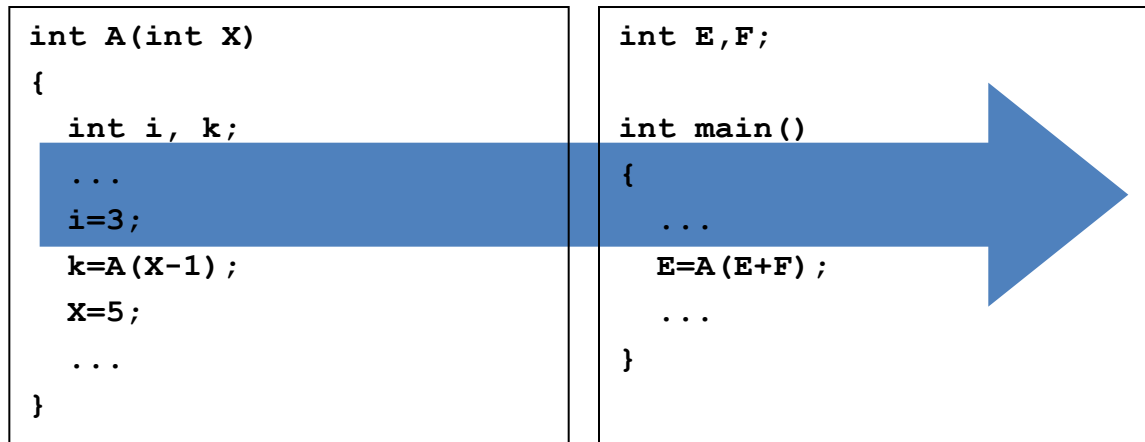 int A(int X)
{
int i, k;
...
i=3;
k=A(X-1);
X=5;
...
}
int E,F;
int main()
{
...
E=A(E+F);
...
}